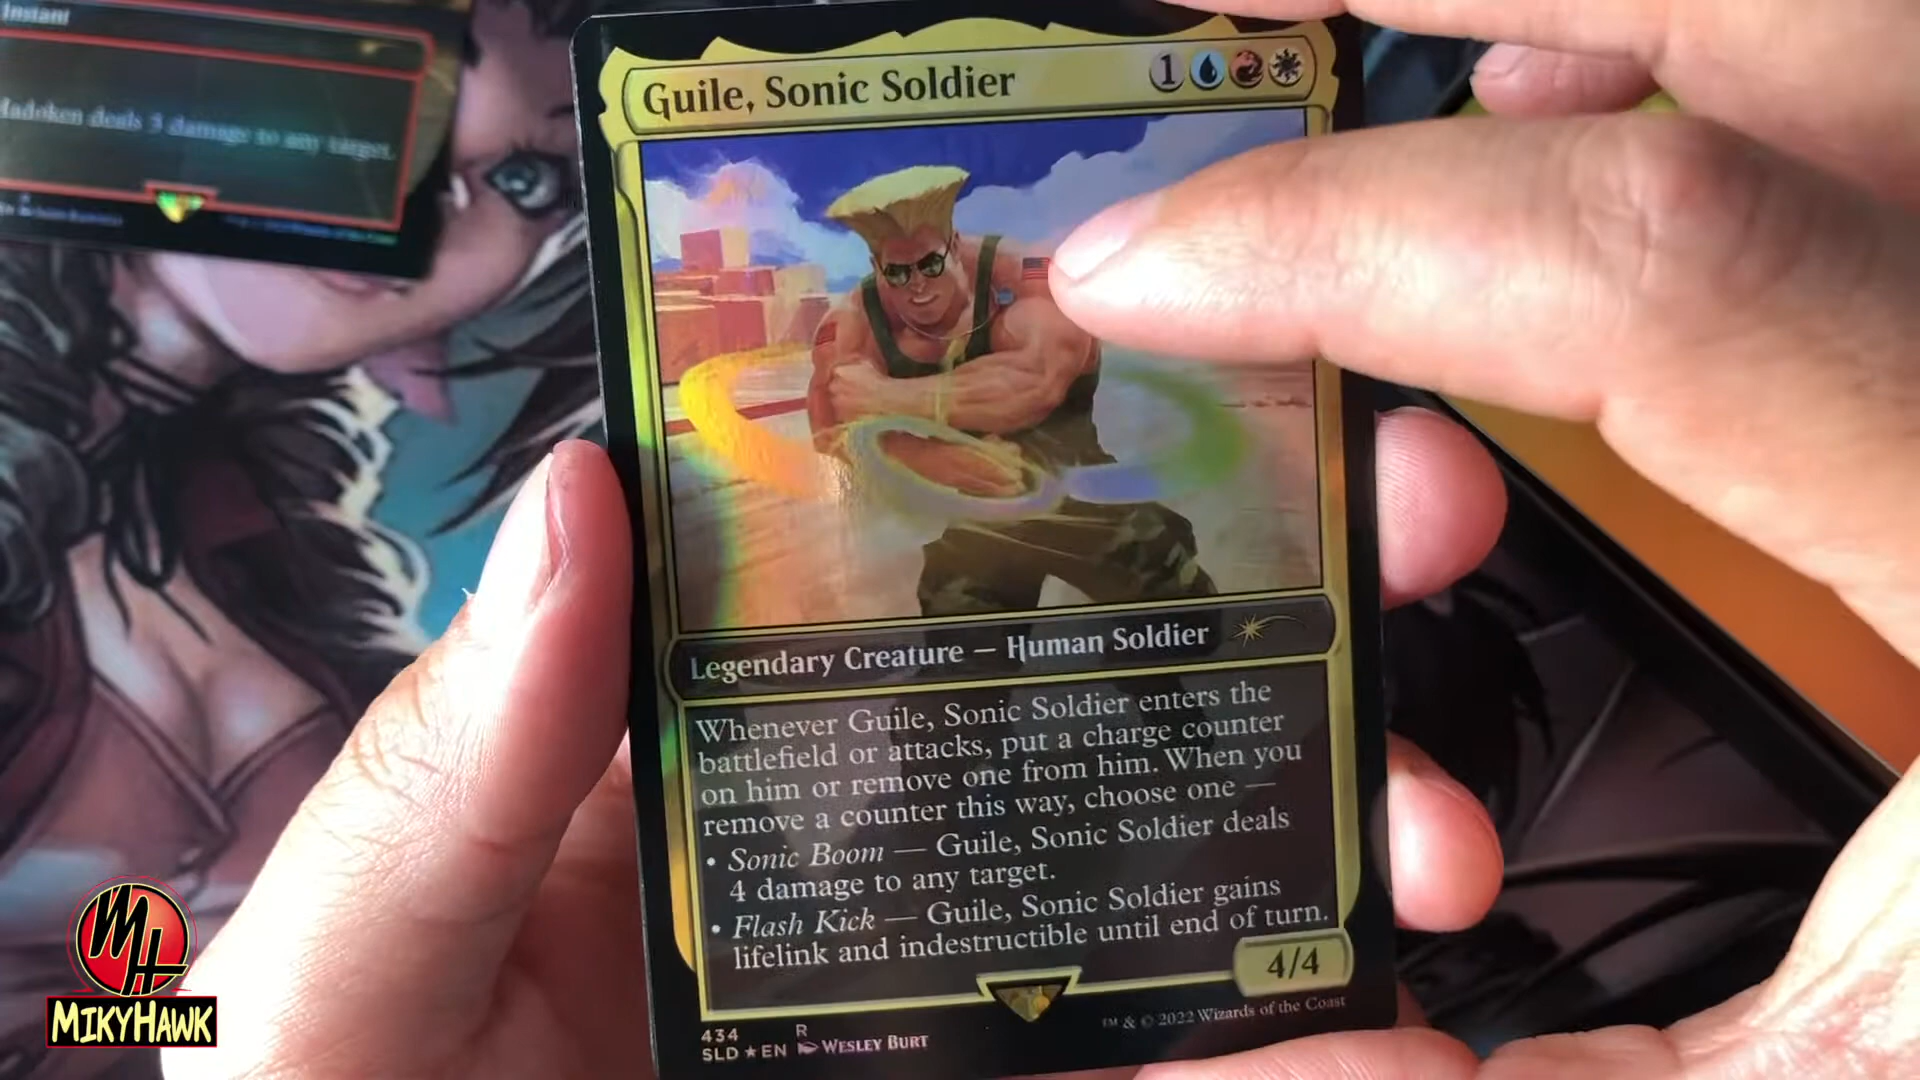 Instant
Hadoken deals 3 damage to any target.
Guile, Sonic Soldier
1
Legendary Creature — Human Soldier
Whenever Guile, Sonic Soldier enters the
battlefield or attacks, put a charge counter
on him or remove one from him. When you
remove a counter this way, choose one —
• Sonic Boom — Guile, Sonic Soldier deals
4 damage to any target.
• Flash Kick — Guile, Sonic Soldier gains
lifelink and indestructible until end of turn.
4/4
434 R
SLD ★ EN WESLEY BURT
™ & © 2022 Wizards of the Coast
MH
MIKYHAWK